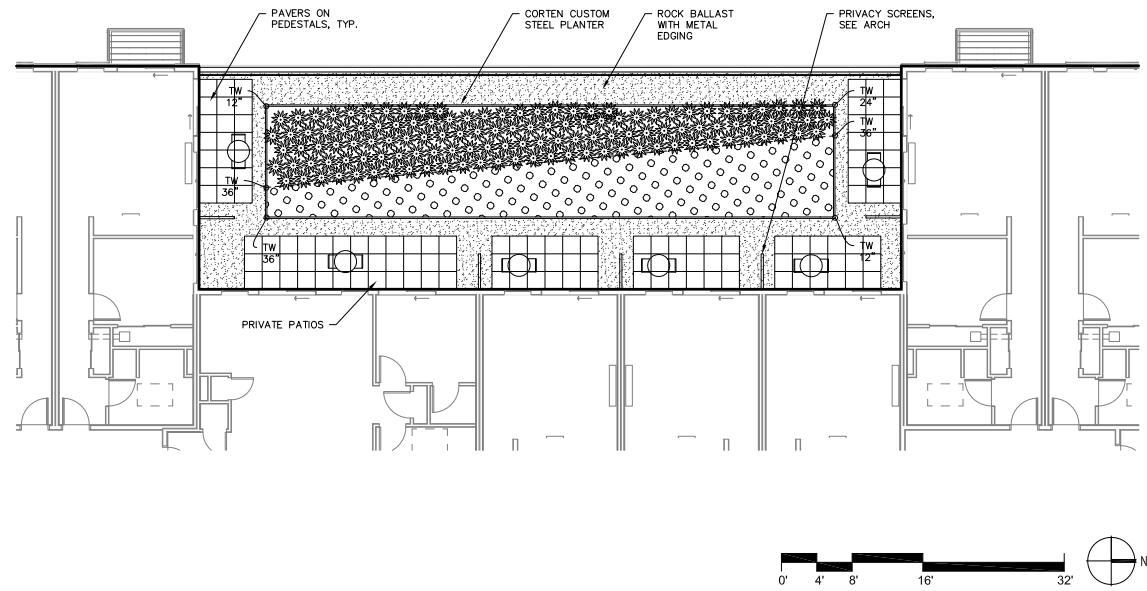 PAVERS ON
PEDESTALS, TYP.
CORTEN CUSTOM
STEEL PLANTER
ROCK BALLAST
WITH METAL
EDGING
PRIVACY SCREENS,
SEE ARCH
TW
12"
TW
24"
TW
36"
TW
36"
TW
36"
TW
12"
PRIVATE PATIOS
0' 4' 8' 16' 32'
N